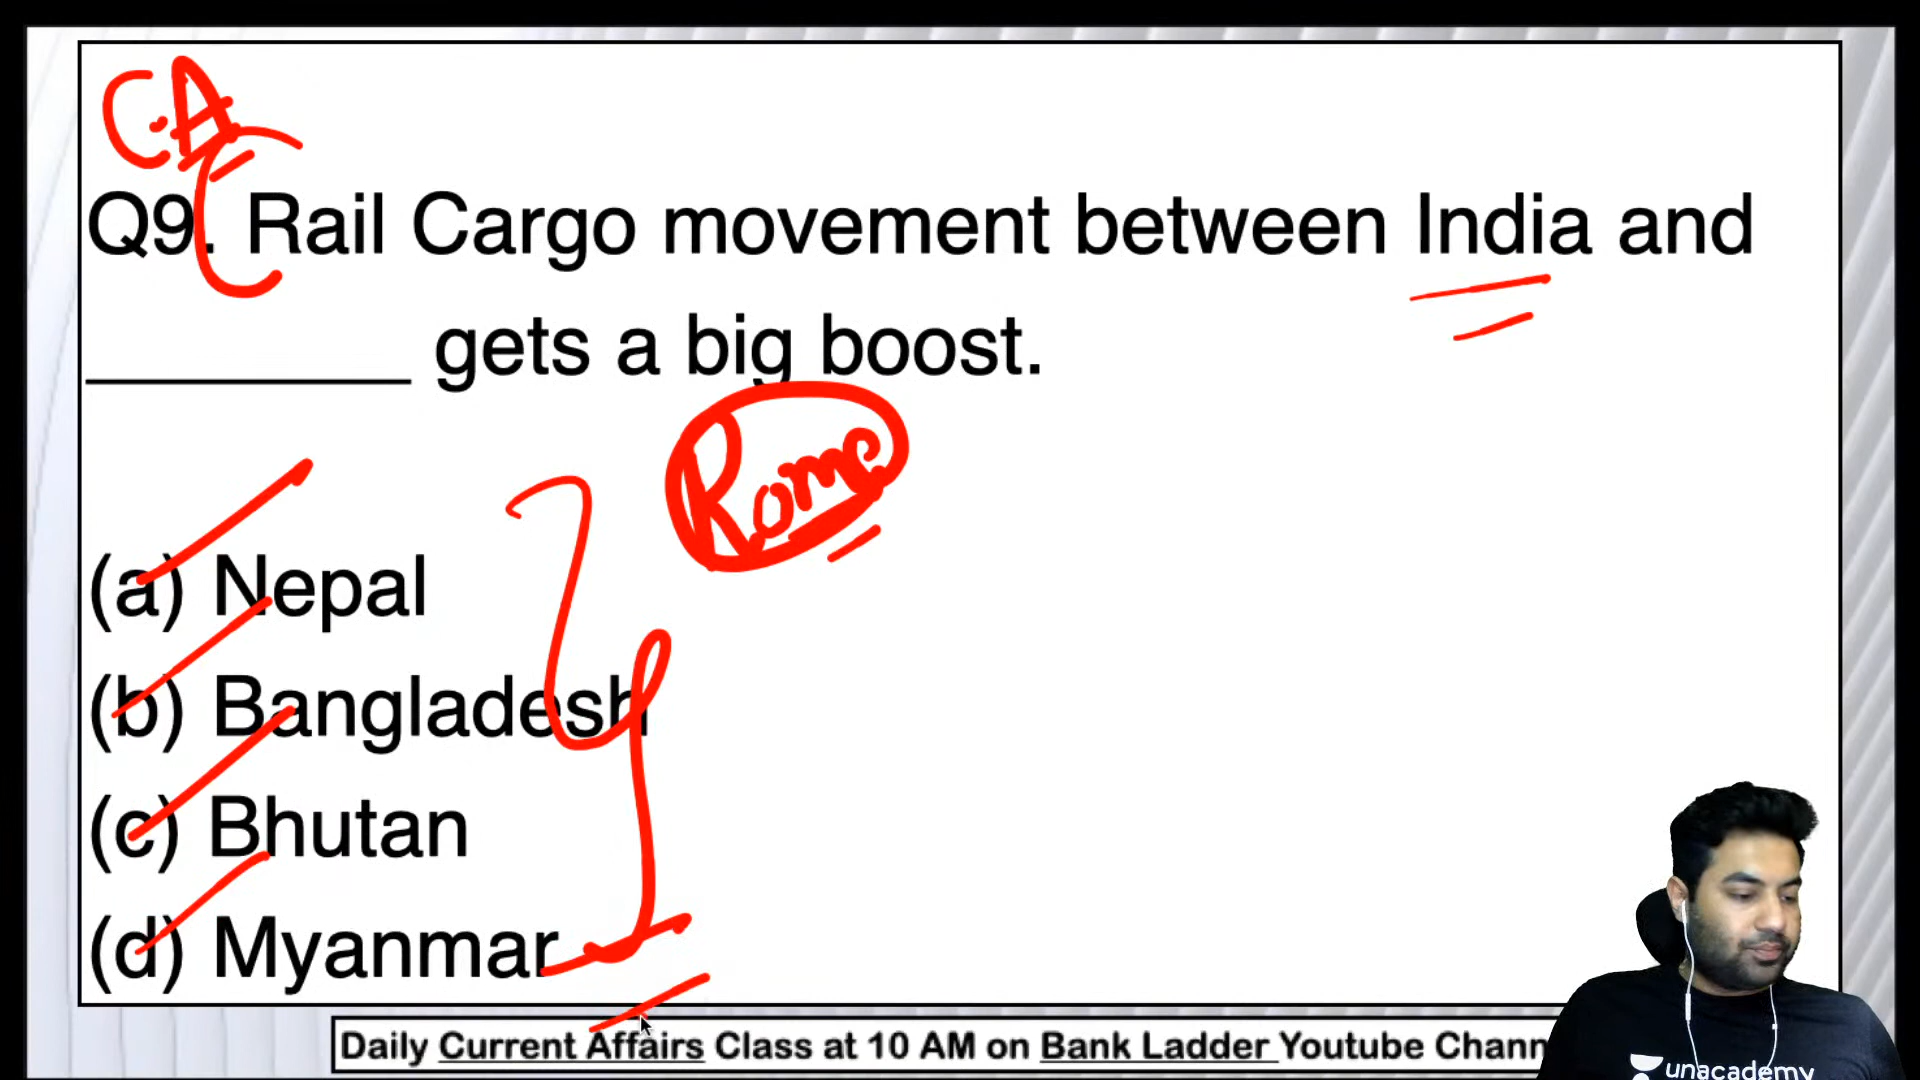 C.A
Q9. Rail Cargo movement between India and
________ gets a big boost.
Rome
(a) Nepal
(b) Bangladesh
(c) Bhutan
(d) Myanmar
Daily Current Affairs Class at 10 AM on Bank Ladder Youtube Chann
unacademy